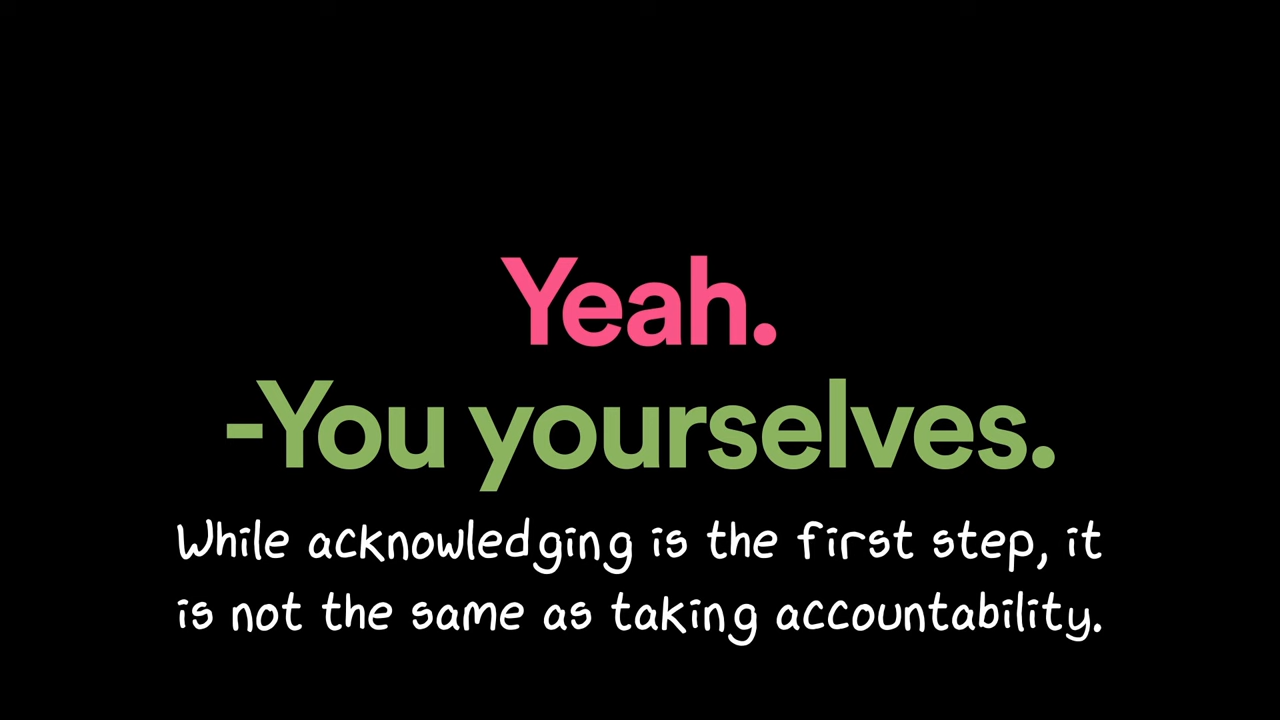 Yeah.
-You yourselves.
While acknowledging is the first step, it
is not the same as taking accountability.